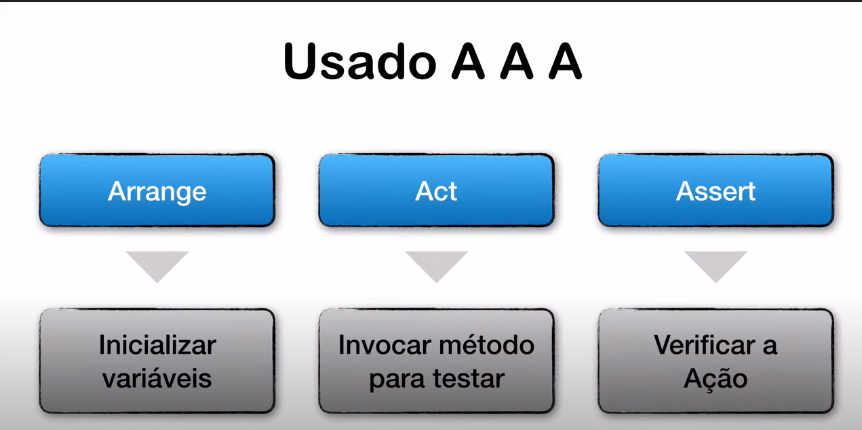 Usado A A A
Arrange
Act
Assert
Inicializar
variáveis
Invocar método
para testar
Verificar a
Ação